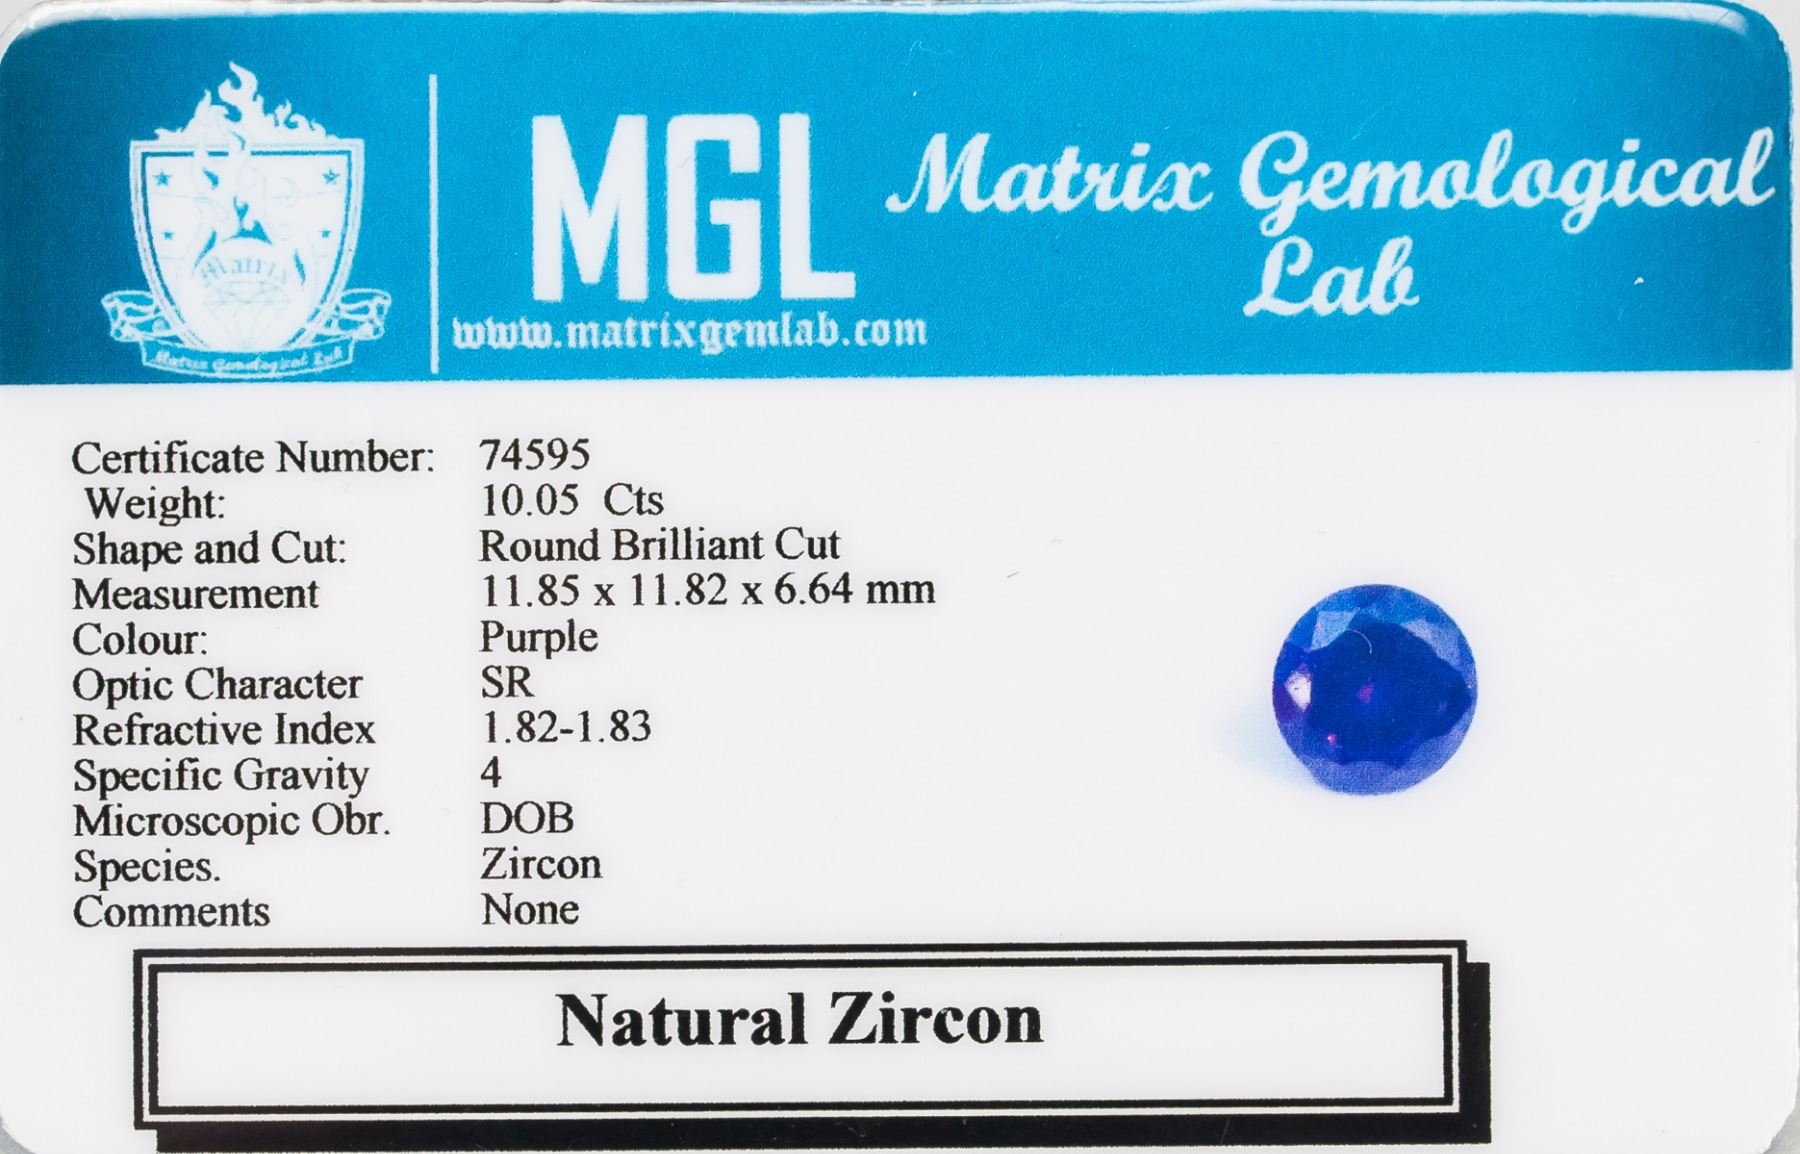 MGL
www.matrixgemlab.com
Matrix Gemological
Lab
Matrix
Matrix Gemological Lab
Certificate Number: 74595
Weight: 10.05 Cts
Shape and Cut: Round Brilliant Cut
Measurement 11.85 x 11.82 x 6.64 mm
Colour: Purple
Optic Character SR
Refractive Index 1.82-1.83
Specific Gravity 4
Microscopic Obr. DOB
Species. Zircon
Comments None
Natural Zircon